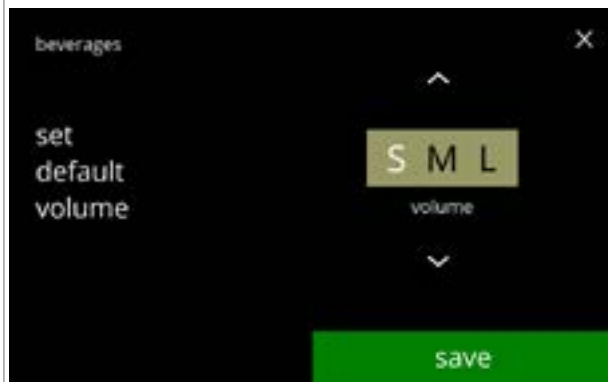 beverages
set
default
volume
S M L
volume
save